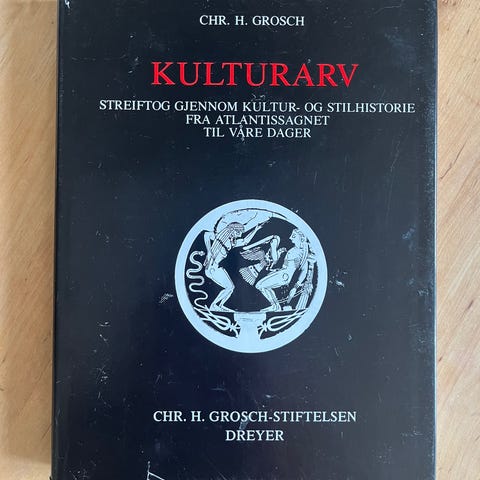 CHR. H. GROSCH
KULTURARV
STREIFTOG GJENNOM KULTUR- OG STILHISTORIE
FRA ATLANTISSAGNET
TIL VÅRE DAGER
CHR. H. GROSCH-STIFTELSEN
DREYER